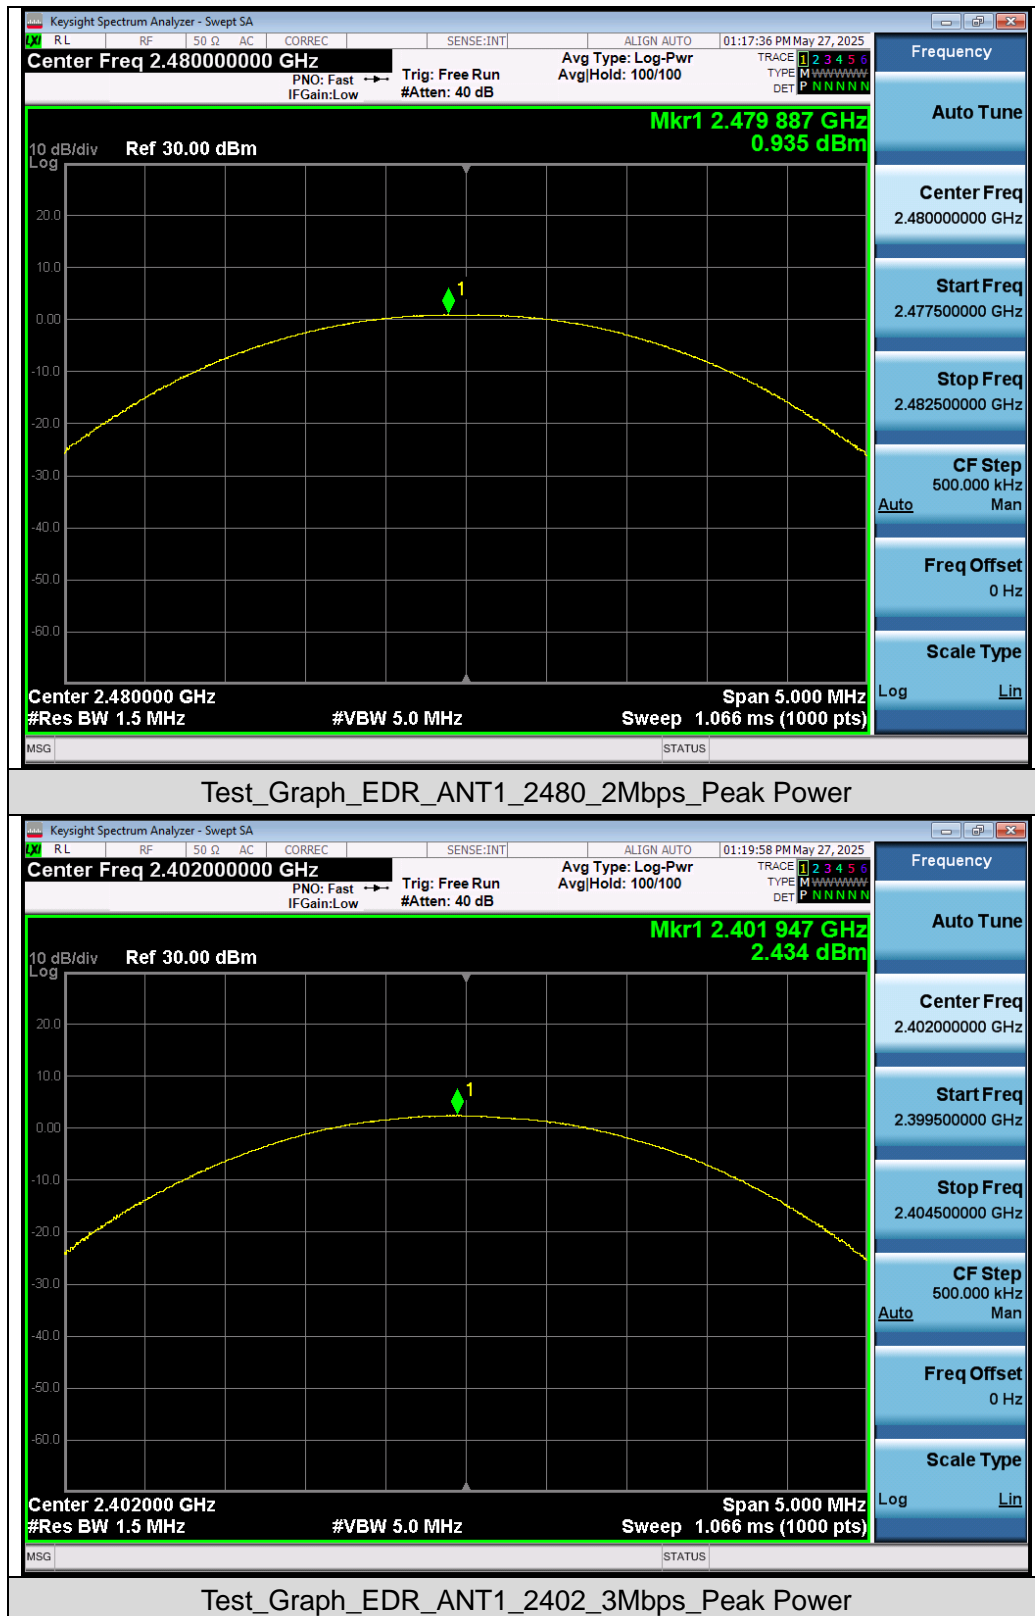 Keysight Spectrum Analyzer - Swept SA
LXI RL RF 50 Ω AC CORREC SENSE:INT ALIGN AUTO 01:17:36 PM May 27, 2025
Center Freq 2.480000000 GHz
PNO: Fast
IFGain:Low
Trig: Free Run
#Atten: 40 dB
Avg Type: Log-Pwr
Avg|Hold: 100/100
TRACE 1 2 3 4 5 6
TYPE M WWWWW
DET P N N N N N
Mkr1 2.479 887 GHz
0.935 dBm
10 dB/div Ref 30.00 dBm
Log
20.0
10.0
1
0.00
-10.0
-20.0
-30.0
-40.0
-50.0
-60.0
Center 2.480000 GHz Span 5.000 MHz
#Res BW 1.5 MHz #VBW 5.0 MHz Sweep 1.066 ms (1000 pts)
MSG STATUS
Frequency
Auto Tune
Center Freq
2.480000000 GHz
Start Freq
2.477500000 GHz
Stop Freq
2.482500000 GHz
CF Step
500.000 kHz
Auto Man
Freq Offset
0 Hz
Scale Type
Log Lin
Test_Graph_EDR_ANT1_2480_2Mbps_Peak Power
Keysight Spectrum Analyzer - Swept SA
LXI RL RF 50 Ω AC CORREC SENSE:INT ALIGN AUTO 01:19:58 PM May 27, 2025
Center Freq 2.402000000 GHz
PNO: Fast
IFGain:Low
Trig: Free Run
#Atten: 40 dB
Avg Type: Log-Pwr
Avg|Hold: 100/100
TRACE 1 2 3 4 5 6
TYPE M WWWWW
DET P N N N N N
Mkr1 2.401 947 GHz
2.434 dBm
10 dB/div Ref 30.00 dBm
Log
20.0
10.0
1
0.00
-10.0
-20.0
-30.0
-40.0
-50.0
-60.0
Center 2.402000 GHz Span 5.000 MHz
#Res BW 1.5 MHz #VBW 5.0 MHz Sweep 1.066 ms (1000 pts)
MSG STATUS
Frequency
Auto Tune
Center Freq
2.402000000 GHz
Start Freq
2.399500000 GHz
Stop Freq
2.404500000 GHz
CF Step
500.000 kHz
Auto Man
Freq Offset
0 Hz
Scale Type
Log Lin
Test_Graph_EDR_ANT1_2402_3Mbps_Peak Power